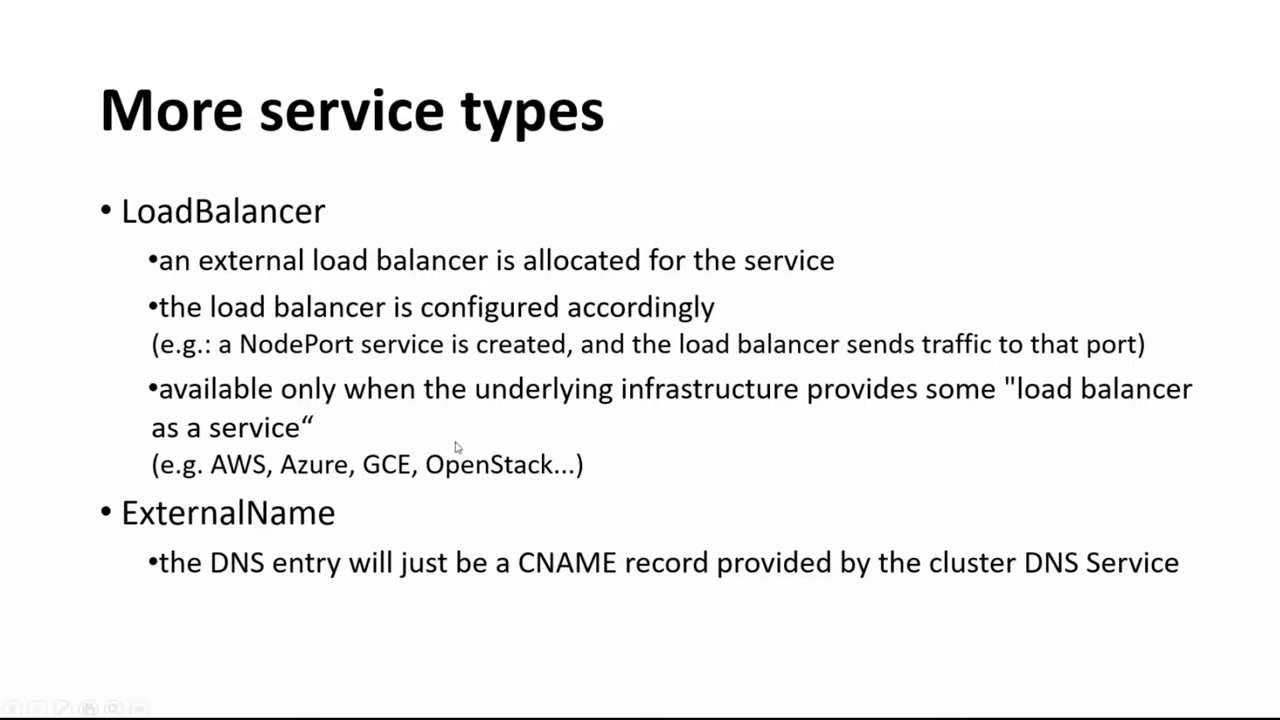 More service types
• LoadBalancer
•an external load balancer is allocated for the service
•the load balancer is configured accordingly
(e.g.: a NodePort service is created, and the load balancer sends traffic to that port)
•available only when the underlying infrastructure provides some "load balancer
as a service“
(e.g. AWS, Azure, GCE, OpenStack...)
• ExternalName
•the DNS entry will just be a CNAME record provided by the cluster DNS Service